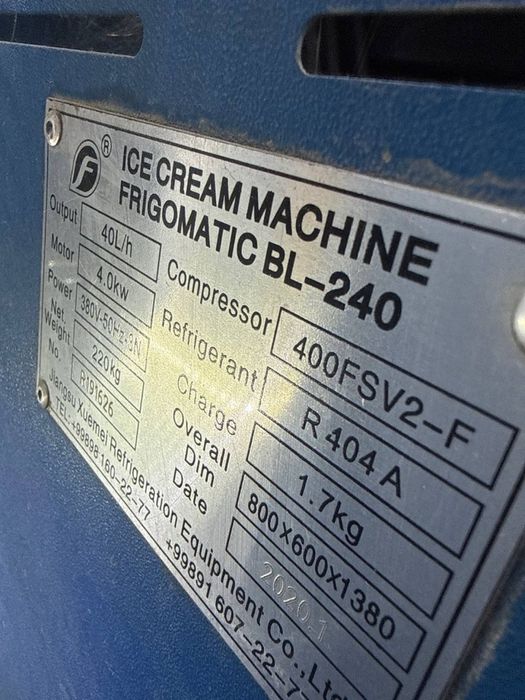 ®
ICE CREAM MACHINE
FRIGOMATIC BL-240
Output 40L/h Compressor 400FSV2-F
Motor 4.0kw Refrigerant R404A
Power 380V-50Hz-3N Charge 1.7kg
Net Weight 220kg Overall Dim 800X600X1380
No. R191626 Date 2020.1
Jiangsu Xuemei Refrigeration Equipment Co., Ltd
TEL:+99898 160-22-77 +99891 607-22-77